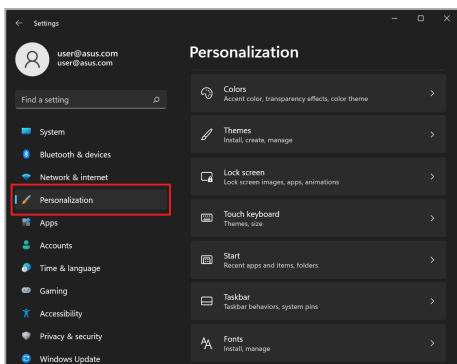 Settings
user@asus.com
user@asus.com
Find a setting
System
Bluetooth & devices
Network & internet
Personalization
Apps
Accounts
Time & language
Gaming
Accessibility
Privacy & security
Windows Update
Personalization
Colors
Accent color, transparency effects, color theme
Themes
Install, create, manage
Lock screen
Lock screen images, apps, animations
Touch keyboard
Themes, size
Start
Recent apps and items, folders
Taskbar
Taskbar behaviors, system pins
Fonts
Install, manage